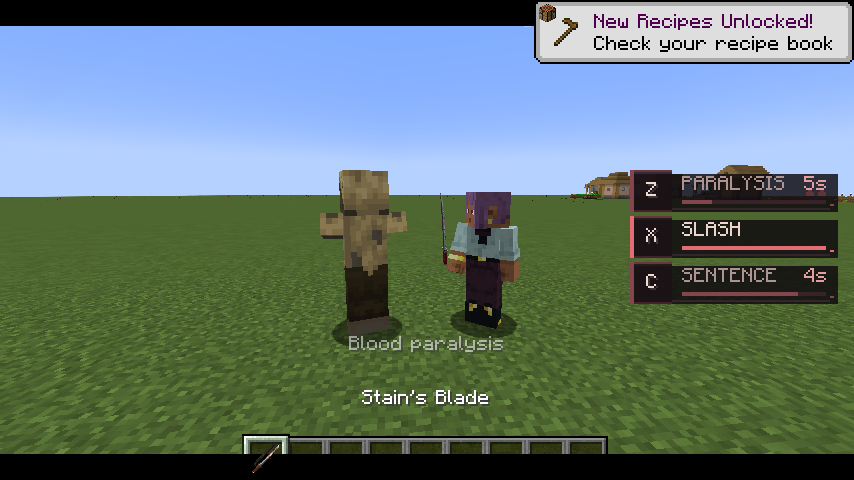 New Recipes Unlocked!
Check your recipe book
Z PARALYSIS 5s
X SLASH
C SENTENCE 4s
Blood paralysis
Stain's Blade